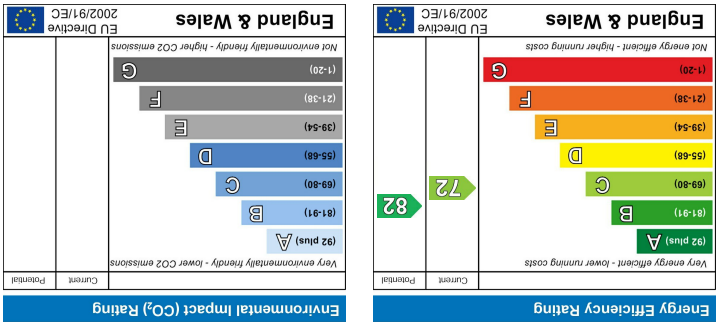 Energy Efficiency Rating
Current
Potential
Very energy efficient - lower running costs
(92 plus) A
(81-91) B
(69-80) C
(55-68) D
(39-54) E
(21-38) F
(1-20) G
72
82
Not energy efficient - higher running costs
England & Wales
EU Directive
2002/91/EC
Environmental Impact (CO2) Rating
Current
Potential
Very environmentally friendly - lower CO2 emissions
(92 plus) A
(81-91) B
(69-80) C
(55-68) D
(39-54) E
(21-38) F
(1-20) G
Not environmentally friendly - higher CO2 emissions
England & Wales
EU Directive
2002/91/EC